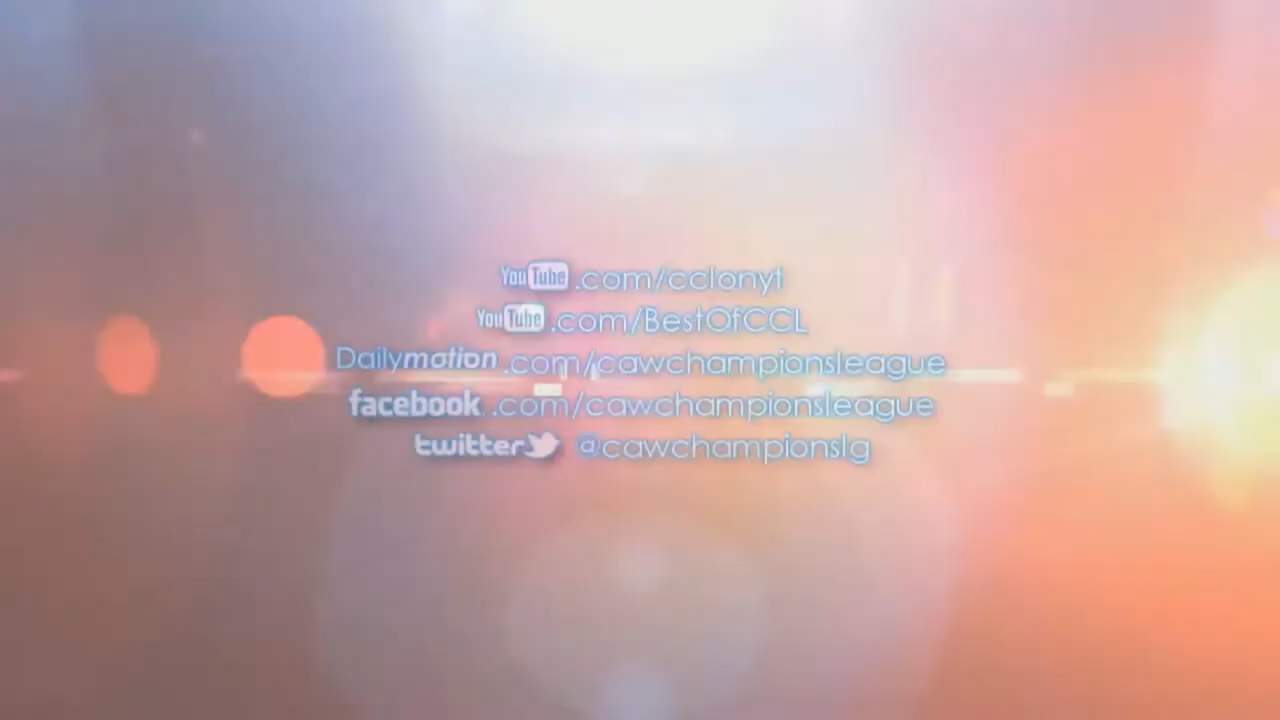 YouTube.com/cclonyt
YouTube.com/BestOfCCL
Dailymotion.com/cawchampionsleague
facebook.com/cawchampionsleague
twitter @cawchampionslg